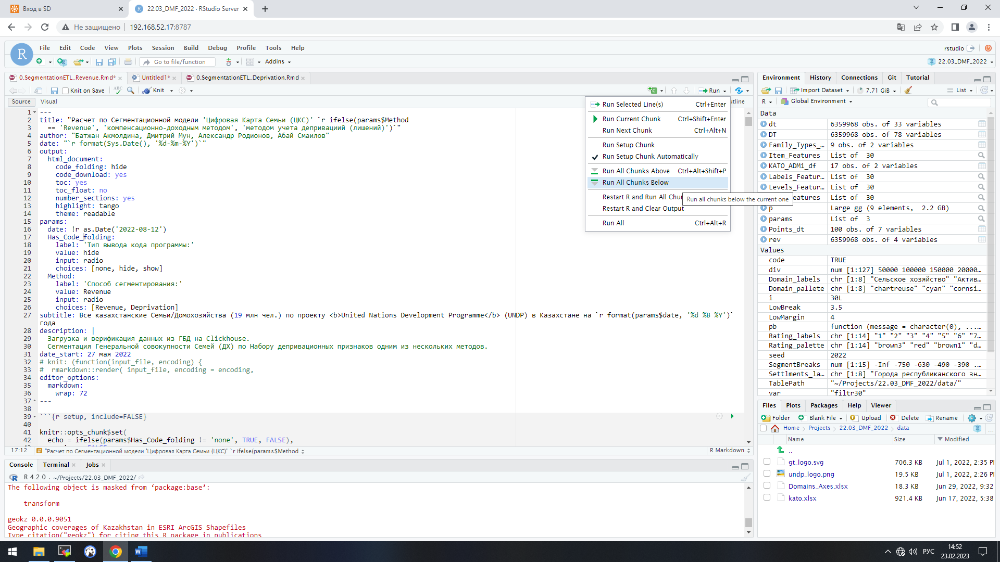 Вход в SD
22.03_DMF_2022 · RStudio Server
Не защищено
192.168.52.17:8787
File Edit Code View Plots Session Build Debug Profile Tools Help
rstudio
Go to file/function
Addins
22.03_DMF_2022
0.SegmentationETL_Revenue.Rmd*
Untitled1*
0.SegmentationETL_Deprivation.Rmd
Knit on Save
Knit
Run
Source
Visual
utline
1 ---
2 title: "Расчет по Сегментационной модели 'Цифровая Карта Семьи (ЦКС)' `r ifelse(params$Method
3 == 'Revenue', 'компенсационно-доходным методом', 'методом учета депривациий (лишений)')`"
4 author: "Батжан Акмолдина, Дмитрий Мун, Александр Родионов, Абай Смаилов"
5 date: "`r format(Sys.Date(), '%d-%m-%Y')`"
6 output:
7 html_document:
8 code_folding: hide
9 code_download: yes
10 toc: yes
11 toc_float: no
12 number_sections: yes
13 highlight: tango
14 theme: readable
15 params:
16 date: !r as.Date('2022-08-12')
17 Has_Code_folding:
18 label: 'Тип вывода кода программы:'
19 value: hide
20 input: radio
21 choices: [none, hide, show]
22 Method:
23 label: 'Способ сегментирования:'
24 value: Revenue
25 input: radio
26 choices: [Revenue, Deprivation]
27 subtitle: Все казахстанские Семьи/Домохозяйства (19 млн чел.) по проекту <b>United Nations Development Programme</b> (UNDP) в Казахстане на `r format(params$date, '%d %B %Y')`
года
28 description: |
29 Загрузка и верификация данных из ГБД на Clickhouse.
30 Сегментация Генеральной совокупности Семей (ДХ) по Набору депривационных признаков одним из нескольких методов.
31 date_start: 27 мая 2022
32 # knit: (function(input_file, encoding) {
33 #  rmarkdown::render( input_file, encoding = encoding,
34 editor_options:
35 markdown:
36 wrap: 72
37 ---
38
39 ```{r setup, include=FALSE}
40
41 knitr::opts_chunk$set(
42 echo = ifelse(params$Has_Code_folding != 'none', TRUE, FALSE),
17:12
"Расчет по Сегментационной модели 'Цифровая Карта Семьи (ЦКС)' `r ifelse(params$Method
R Markdown
Run Selected Line(s) Ctrl+Enter
Run Current Chunk Ctrl+Shift+Enter
Run Next Chunk Ctrl+Alt+N
Run Setup Chunk
Run Setup Chunk Automatically
Run All Chunks Above Ctrl+Alt+Shift+P
Run All Chunks Below
Restart R and Run All Chun
Run all chunks below the current one
Restart R and Clear Output
Run All Ctrl+Alt+R
Console Terminal Jobs
R 4.2.0 · ~/Projects/22.03_DMF_2022/
The following object is masked from ‘package:base’:
transform
geokz 0.0.0.9051
Geographic coverages of Kazakhstan in ESRI ArcGIS Shapefiles
Type citation("geokz") for citing this R package in publications
Environment History Connections Git Tutorial
Import Dataset 7.71 GiB List
R Global Environment
Data
dt 6359968 obs. of 33 variables
DT 6359968 obs. of 78 variables
Family_Types_… 9 obs. of 2 variables
Item_Features List of  30
KATO_ADM1_df 17 obs. of 2 variables
Labels_Featur… List of  30
Levels_Featur… List of  30
eatures List of  30
p Large gg (9 elements,  2.2 GB)
params List of  3
Points_dt 100 obs. of 7 variables
rev 6359968 obs. of 4 variables
Values
code TRUE
div num [1:127] 50000 100000 150000 20000…
Domain_labels chr [1:8] "Сельское хозяйство" "Актив…
Domain_pallete chr [1:8] "chartreuse" "cyan" "cornsi…
i 30L
LowBreak 3.5
LowMargin 4
pb function (message = character(0), ...…
Rating_labels chr [1:14] "1" "2" "3" "4" "5" "6" "7…
Rating_palette chr [1:14] "brown3" "red" "brown1" "d…
seed 2022
SegmentBreaks num [1:15] -Inf -750 -630 -490 -390 .…
Settlments_la… chr [1:8] "Города республиканского зн…
TablePath "~/Projects/22.03_DMF_2022/data/"
var "filtr30"
Files Plots Packages Help Viewer
Folder Blank File Upload Delete Rename
Home Projects 22.03_DMF_2022 data
...
Name Size Modified
..
gt_logo.svg 706.3 KB Jul 1, 2022, 2:35 PM
undp_logo.png 19.5 KB Jul 1, 2022, 2:26 PM
Domains_Axes.xlsx 18.3 KB Jun 29, 2022, 9:32
kato.xlsx 921.4 KB Jun 17, 2022, 5:38
РУС
14:52
23.02.2023